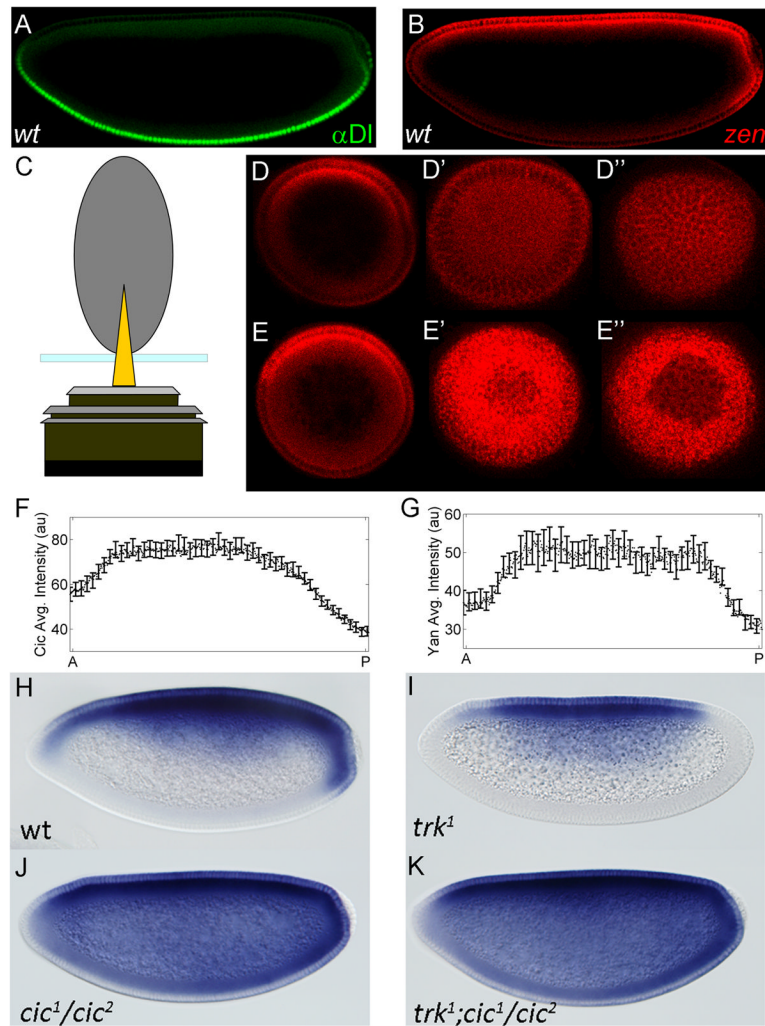 A
wt
αDl
B
wt
zen
C
D
D'
D''
E
E'
E''
F
Cic Avg. Intensity (au)
80
60
40
A
P
G
Yan Avg. Intensity (au)
60
50
40
30
A
P
H
wt
I
trk¹
J
cic¹/cic²
K
trk¹;cic¹/cic²